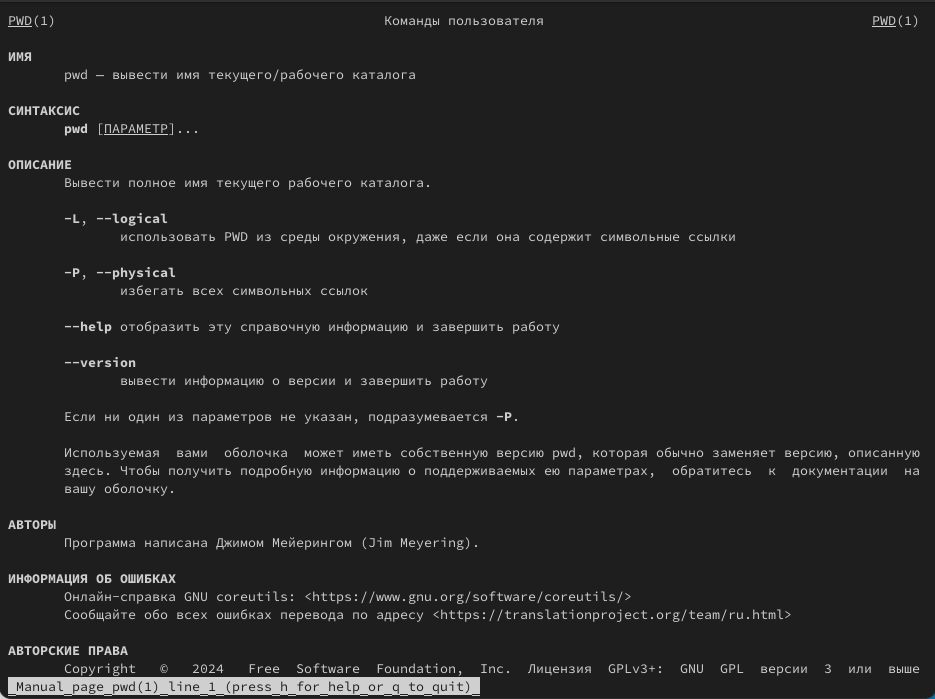 PWD(1) Команды пользователя PWD(1)
ИМЯ
pwd — вывести имя текущего/рабочего каталога
СИНТАКСИС
pwd [ПАРАМЕТР]...
ОПИСАНИЕ
Вывести полное имя текущего рабочего каталога.
-L, --logical
использовать PWD из среды окружения, даже если она содержит символьные ссылки
-P, --physical
избегать всех символьных ссылок
--help отобразить эту справочную информацию и завершить работу
--version
вывести информацию о версии и завершить работу
Если ни один из параметров не указан, подразумевается -P.
Используемая вами оболочка может иметь собственную версию pwd, которая обычно заменяет версию, описанную
здесь. Чтобы получить подробную информацию о поддерживаемых ею параметрах, обратитесь к документации на
вашу оболочку.
АВТОРЫ
Программа написана Джимом Мейерингом (Jim Meyering).
ИНФОРМАЦИЯ ОБ ОШИБКАХ
Онлайн-справка GNU coreutils: <https://www.gnu.org/software/coreutils/>
Сообщайте обо всех ошибках перевода по адресу <https://translationproject.org/team/ru.html>
АВТОРСКИЕ ПРАВА
Copyright © 2024 Free Software Foundation, Inc. Лицензия GPLv3+: GNU GPL версии 3 или выше
Manual page pwd(1) line 1 (press h for help or q to quit)